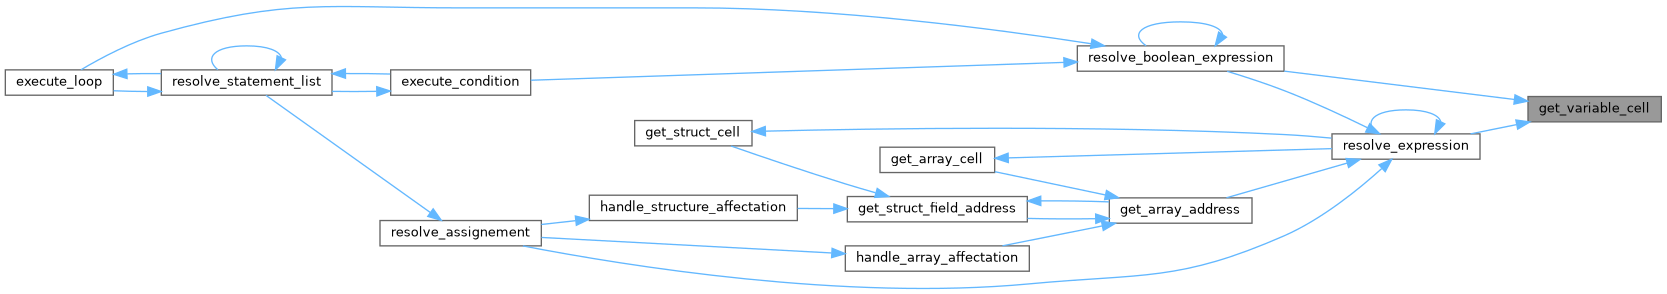 resolve_boolean_expression
execute_loop
resolve_statement_list
execute_condition
get_variable_cell
get_struct_cell
resolve_expression
get_array_cell
handle_structure_affectation
get_struct_field_address
get_array_address
resolve_assignement
handle_array_affectation